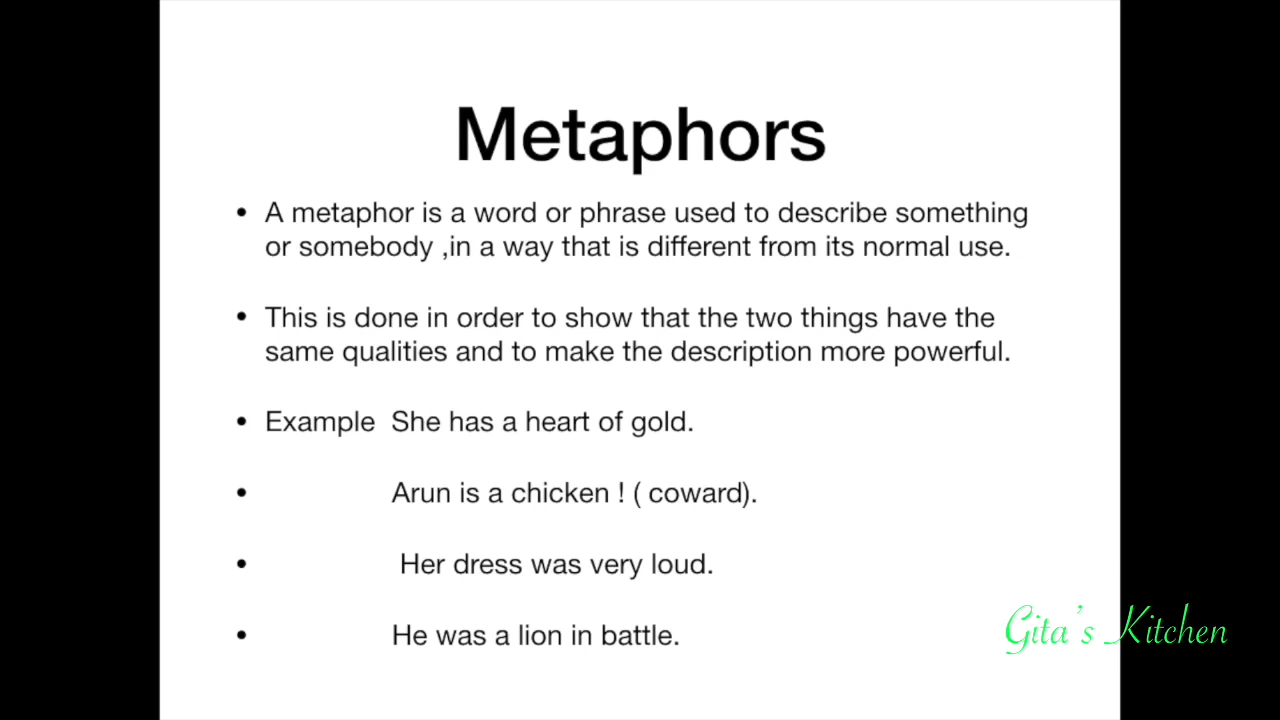 Metaphors
• A metaphor is a word or phrase used to describe something
or somebody ,in a way that is different from its normal use.
• This is done in order to show that the two things have the
same qualities and to make the description more powerful.
• Example She has a heart of gold.
• Arun is a chicken ! ( coward).
• Her dress was very loud.
• He was a lion in battle.
Gita's Kitchen